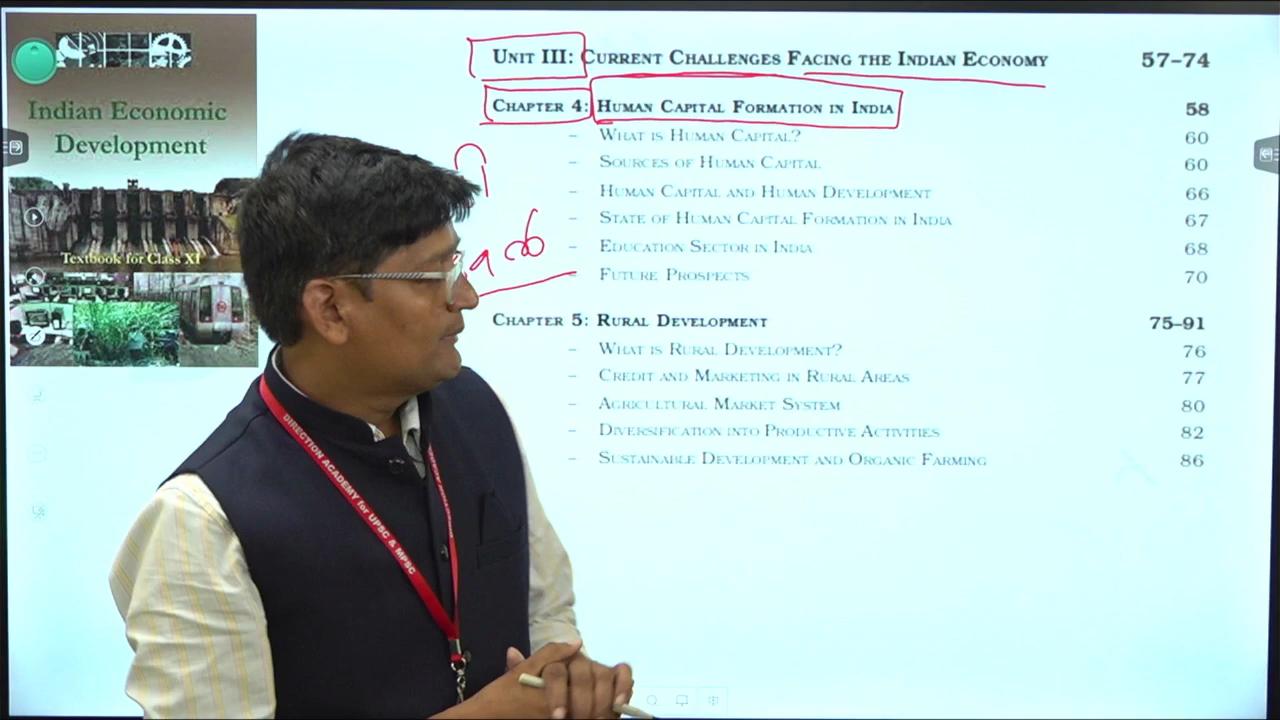 Indian Economic
Development
Textbook for Class XI
UNIT III: CURRENT CHALLENGES FACING THE INDIAN ECONOMY 57–74
CHAPTER 4: HUMAN CAPITAL FORMATION IN INDIA 58
– WHAT IS HUMAN CAPITAL? 60
– SOURCES OF HUMAN CAPITAL 60
– HUMAN CAPITAL AND HUMAN DEVELOPMENT 66
– STATE OF HUMAN CAPITAL FORMATION IN INDIA 67
– EDUCATION SECTOR IN INDIA 68
– FUTURE PROSPECTS 70
CHAPTER 5: RURAL DEVELOPMENT 75–91
– WHAT IS RURAL DEVELOPMENT? 76
– CREDIT AND MARKETING IN RURAL AREAS 77
– AGRICULTURAL MARKET SYSTEM 80
– DIVERSIFICATION INTO PRODUCTIVE ACTIVITIES 82
– SUSTAINABLE DEVELOPMENT AND ORGANIC FARMING 86
DIRECTION ACADEMY for UPSC & MPSC